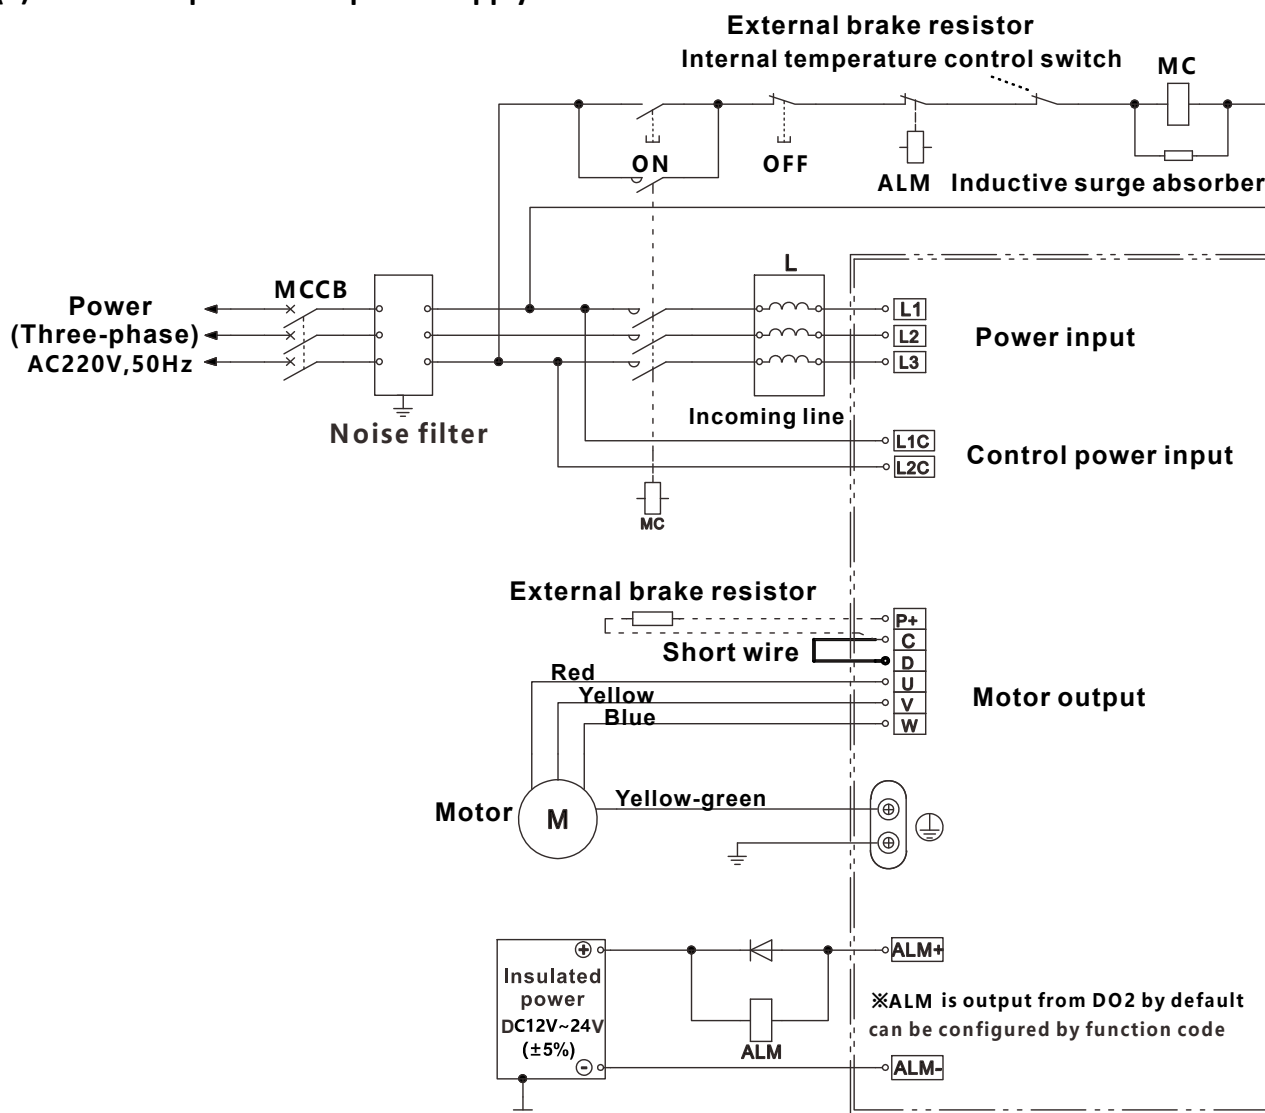 External brake resistor
Internal temperature control switch
MC
ON
OFF
ALM
Inductive surge absorber
L
MCCB
Power
(Three-phase)
AC220V,50Hz
Noise filter
Incoming line
L1
L2
L3
Power input
L1C
L2C
Control power input
MC
External brake resistor
Short wire
P+
C
D
U
V
W
Red
Yellow
Blue
Motor output
Motor
M
Yellow-green
Insulated
power
DC12V~24V
(±5%)
ALM
ALM+
※ALM is output from DO2 by default
can be configured by function code
ALM-